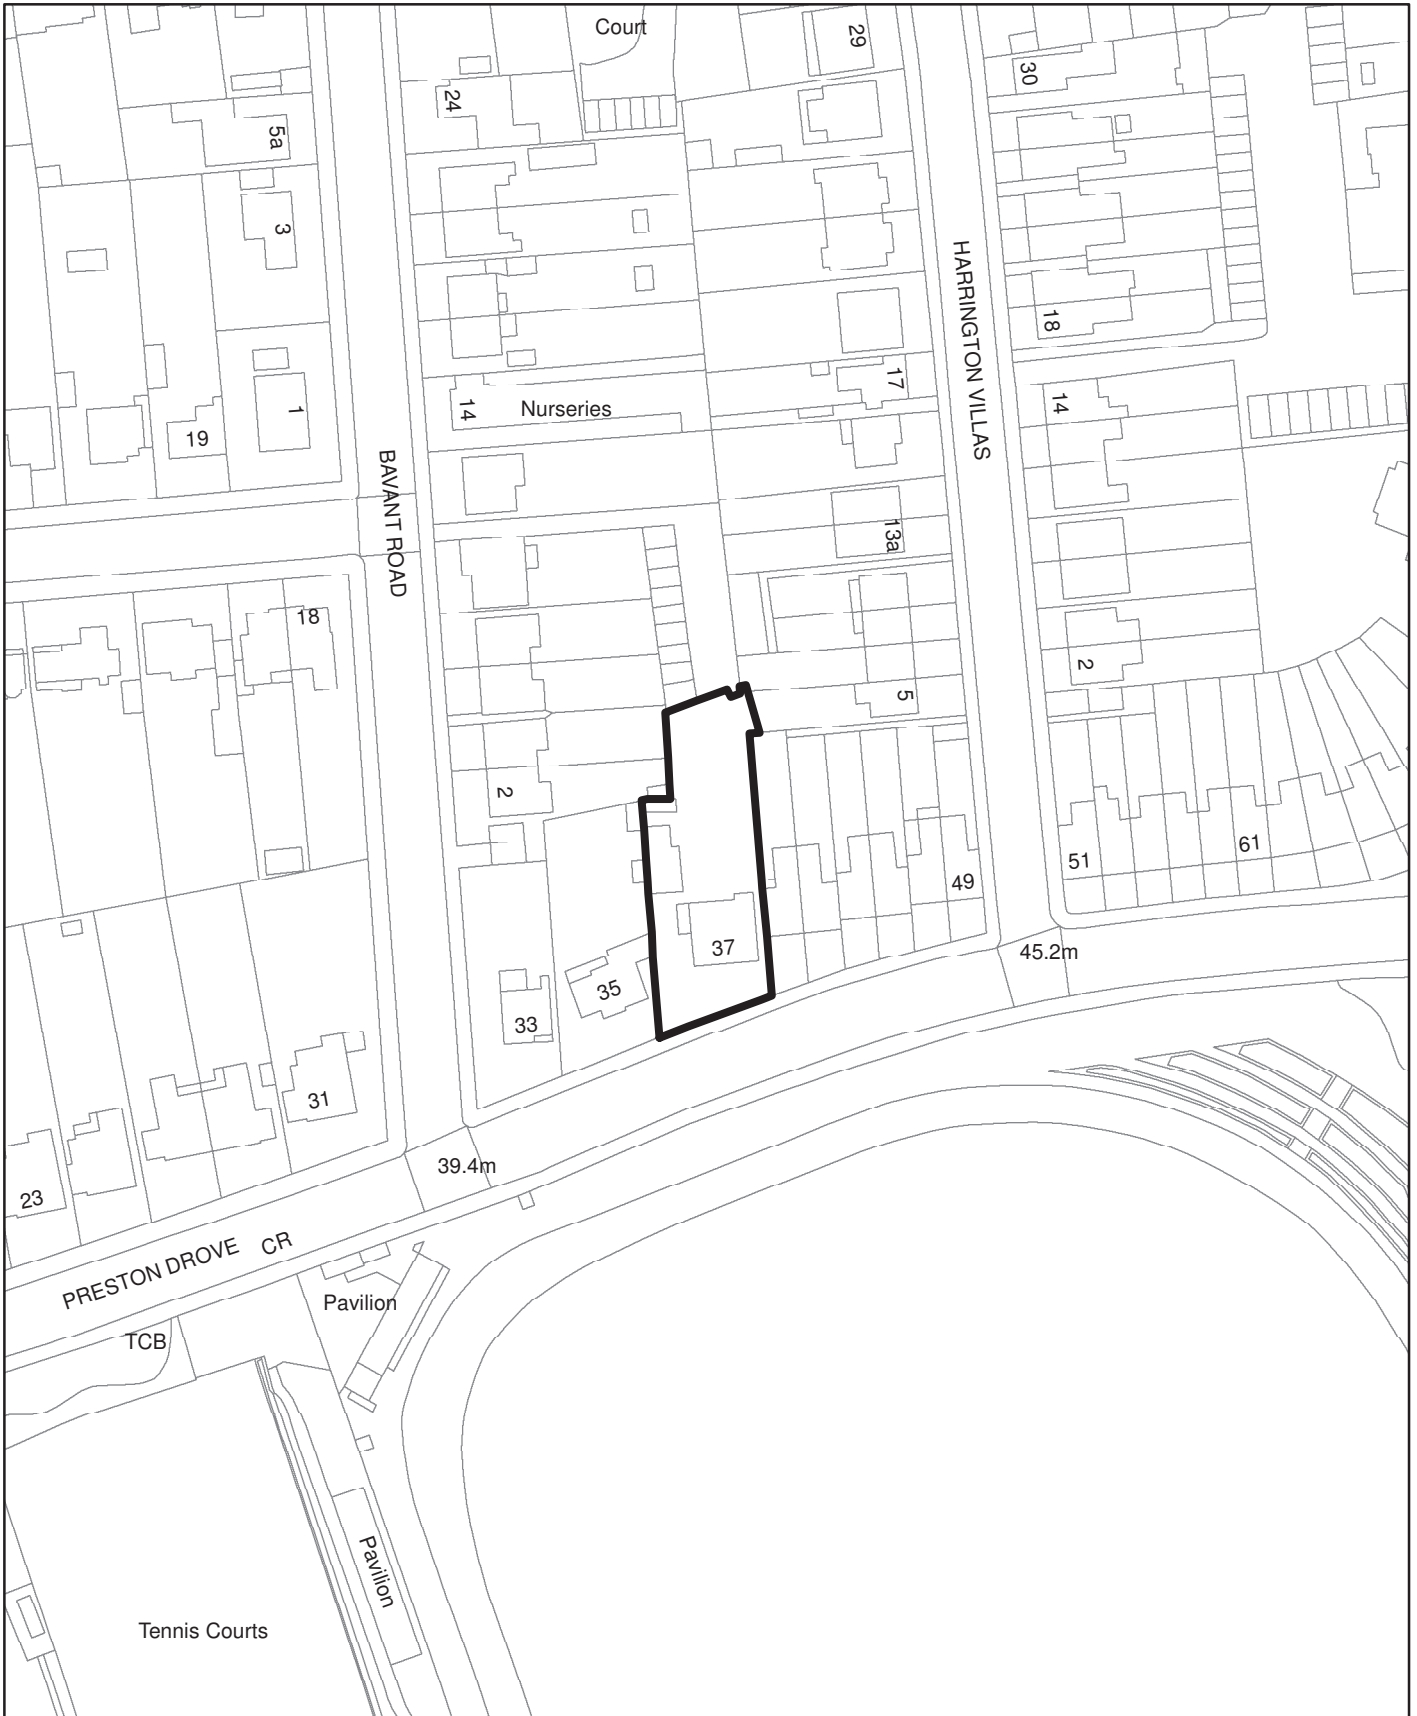 Court
29
30
24
5a
3
HARRINGTON VILLAS
18
17
14
Nurseries
14
1
19
BAVANT ROAD
13a
18
2
5
2
61
51
49
37
45.2m
35
33
31
39.4m
23
PRESTON DROVE CR
Pavilion
TCB
Pavilion
Tennis Courts